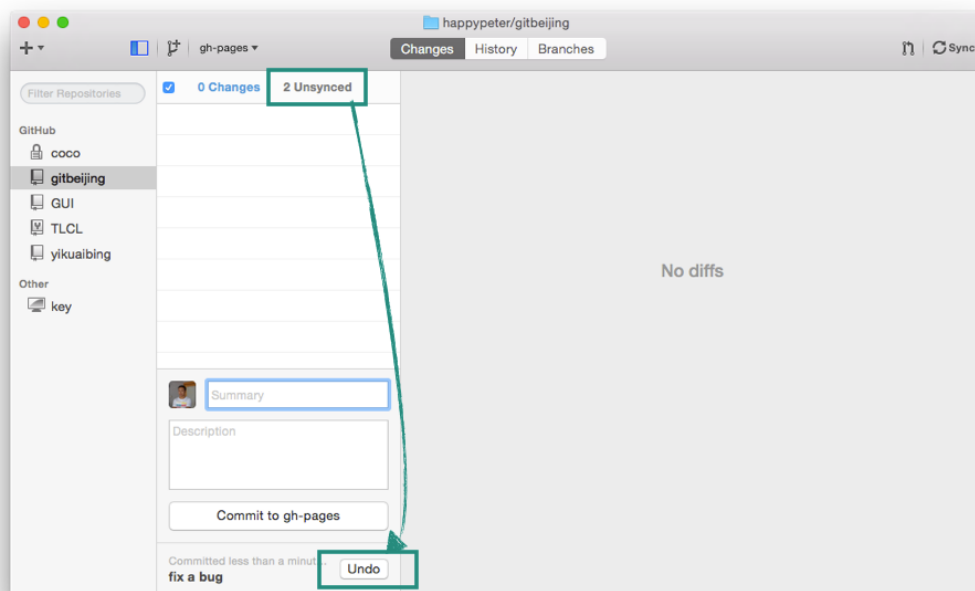 happypeter/gitbeijing
gh-pages
Changes History Branches
Sync
Filter Repositories
0 Changes 2 Unsynced
GitHub
coco
gitbeijing
GUI
TLCL
yikuaibing
Other
key
No diffs
Summary
Description
Commit to gh-pages
Committed less than a minut...
fix a bug
Undo